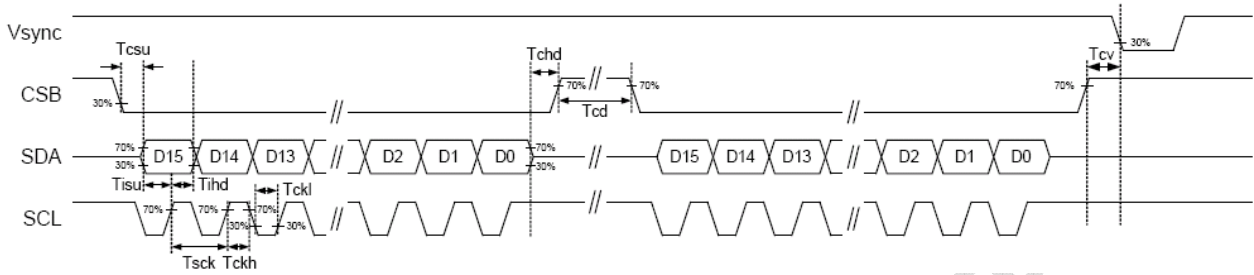 Vsync
30%
Tcsu
Tchd
Tcv
CSB
30%
70%
70%
70%
Tcd
SDA
70%
30%
D15
D14
D13
D2
D1
D0
70%
30%
D15
D14
D13
D2
D1
D0
Tisu
Tihd
Tckl
SCL
70%
70%
70%
30%
30%
Tsck
Tckh